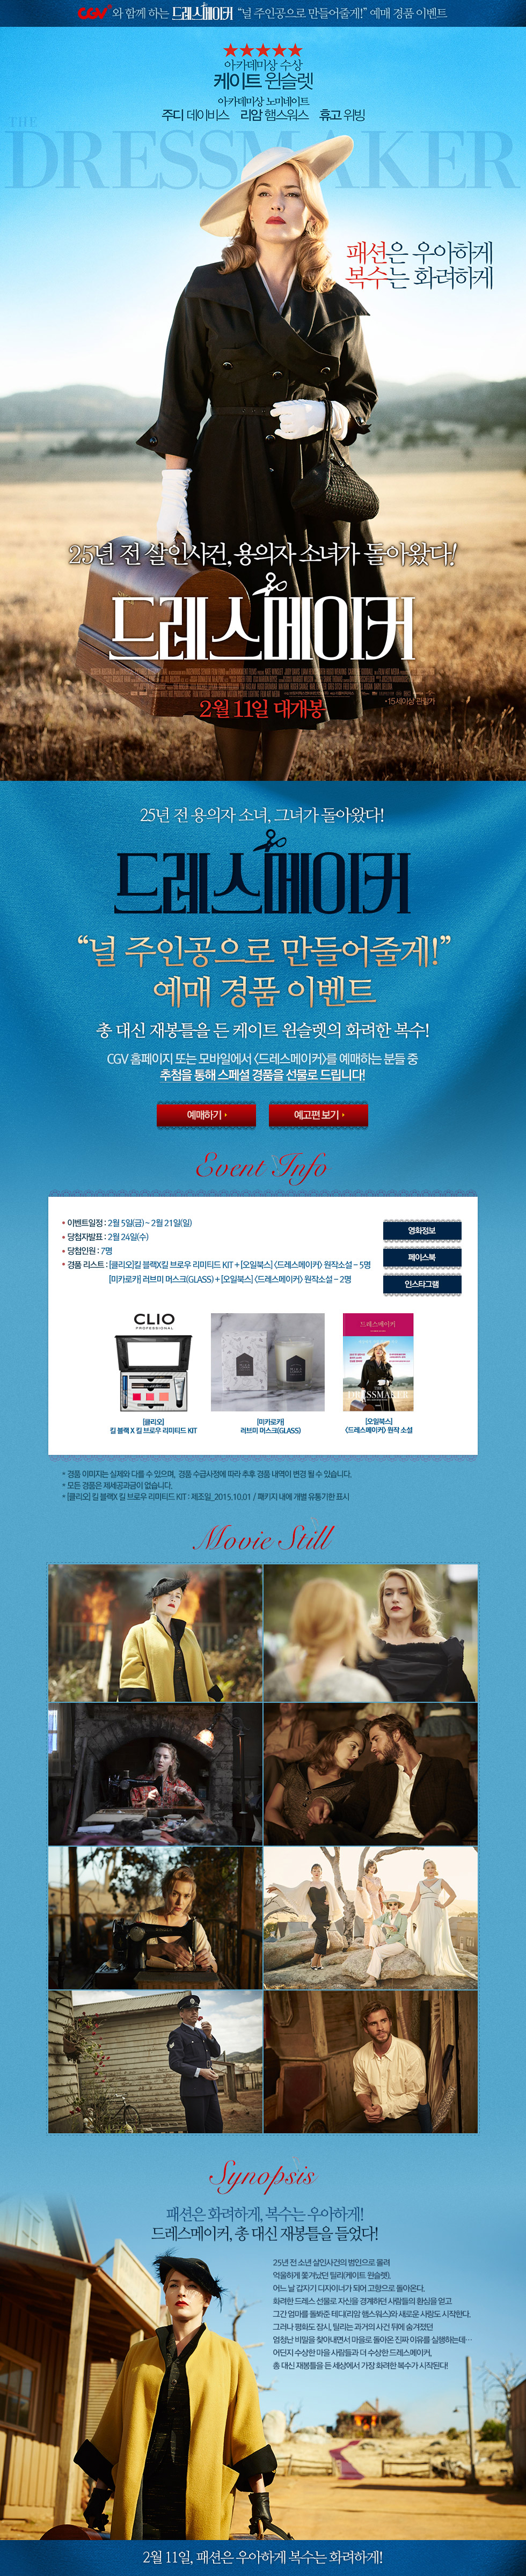 CGV와 함께 하는 드레스메이커 “널 주인공으로 만들어줄게!” 예매 경품 이벤트
★★★★★
아카데미상 수상
케이트 윈슬렛
아카데미상 노미네이트
주디 데이비스 리암 햄스워스 휴고 위빙
THE
DRESSMAKER
패션은 우아하게
복수는 화려하게
25년 전 살인사건, 용의자 소녀가 돌아왔다!
드레스메이커
2월 11일 대개봉
15세이상 관람가
25년 전 용의자 소녀, 그녀가 돌아왔다!
드레스메이커
“널 주인공으로 만들어줄게!”
예매 경품 이벤트
총 대신 재봉틀을 든 케이트 윈슬렛의 화려한 복수!
CGV 홈페이지 또는 모바일에서 <드레스메이커>를 예매하는 분들 중
추첨을 통해 스페셜 경품을 선물로 드립니다!
예매하기
예고편 보기
Event Info
* 이벤트일정 : 2월 5일(금) ~ 2월 21일(일)
* 당첨자발표 : 2월 24일(수)
* 당첨인원 : 7명
* 경품 리스트 : [클리오]킬 블랙X킬 브로우 리미티드 KIT + [오일북스] <드레스메이커> 원작소설 - 5명
[미카로카] 러브미 머스크(GLASS) + [오일북스] <드레스메이커> 원작소설 - 2명
영화정보
페이스북
인스타그램
CLIO
PROFESSIONAL
드레스메이커
DRESSMAKER
[클리오]
킬 블랙 X 킬 브로우 리미티드 KIT
[미카로카]
러브미 머스크(GLASS)
[오일북스]
<드레스메이커> 원작 소설
* 경품 이미지는 실제와 다를 수 있으며, 경품 수급사정에 따라 추후 경품 내역이 변경 될 수 있습니다.
* 모든 경품은 제세공과금이 없습니다.
* [클리오] 킬 블랙X 킬 브로우 리미티드 KIT : 제조일_2015.10.01 / 패키지 내에 개별 유통기한 표시
Movie Still
Synopsis
패션은 화려하게, 복수는 우아하게!
드레스메이커, 총 대신 재봉틀을 들었다!
25년 전 소년 살인사건의 범인으로 몰려
억울하게 쫓겨났던 틸리(케이트 윈슬렛).
어느 날 갑자기 디자이너가 되어 고향으로 돌아온다.
화려한 드레스 선물로 자신을 경계하던 사람들의 환심을 얻고
그간 엄마를 돌봐준 테디(리암 햄스워스)와 새로운 사랑도 시작한다.
그러나 평화도 잠시, 틸리는 과거의 사건 뒤에 숨겨졌던
엄청난 비밀을 찾아내면서 마을로 돌아온 진짜 이유를 실행하는데…
어딘지 수상한 마을 사람들과 더 수상한 드레스메이커,
총 대신 재봉틀을 든 세상에서 가장 화려한 복수가 시작된다!
2월 11일, 패션은 우아하게 복수는 화려하게!